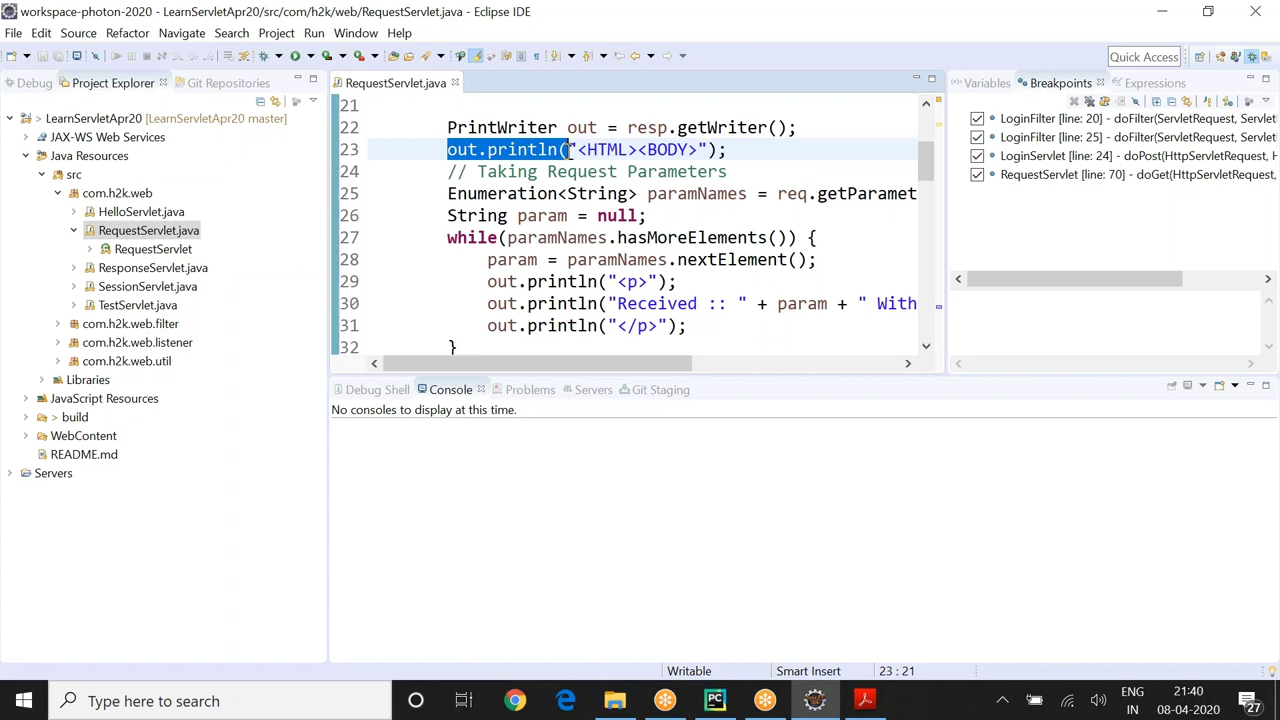 workspace-photon-2020 - LearnServletApr20/src/com/h2k/web/RequestServlet.java - Eclipse IDE
File Edit Source Refactor Navigate Search Project Run Window Help
Quick Access
Debug Project Explorer Git Repositories
LearnServletApr20 [LearnServletApr20 master]
JAX-WS Web Services
Java Resources
src
com.h2k.web
HelloServlet.java
RequestServlet.java
RequestServlet
ResponseServlet.java
SessionServlet.java
TestServlet.java
com.h2k.web.filter
com.h2k.web.listener
com.h2k.web.util
Libraries
JavaScript Resources
> build
WebContent
README.md
Servers
RequestServlet.java
21
22 PrintWriter out = resp.getWriter();
23 out.println("<HTML><BODY>");
24 // Taking Request Parameters
25 Enumeration<String> paramNames = req.getParamet
26 String param = null;
27 while(paramNames.hasMoreElements()) {
28 param = paramNames.nextElement();
29 out.println("<p>");
30 out.println("Received :: " + param + " With
31 out.println("</p>");
32 }
Variables Breakpoints Expressions
LoginFilter [line: 20] - doFilter(ServletRequest, Servlet
LoginFilter [line: 25] - doFilter(ServletRequest, Servlet
LoginServlet [line: 24] - doPost(HttpServletRequest, H
RequestServlet [line: 70] - doGet(HttpServletRequest,
Debug Shell Console Problems Servers Git Staging
No consoles to display at this time.
Writable Smart Insert 23 : 21
Type here to search
PC
ENG
IN
21:40
08-04-2020
27